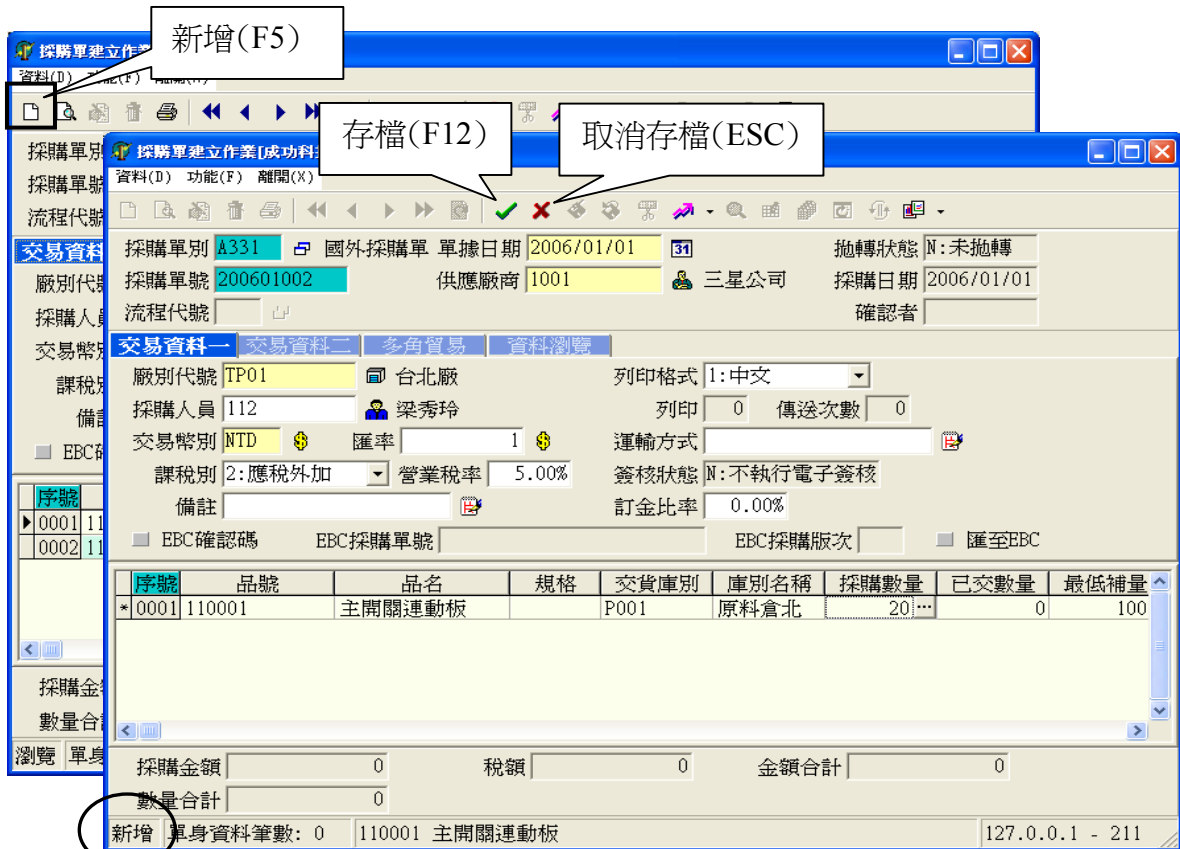 新增(F5)
採購單建立作業
資料(D) 功能(F) 離開(X)
存檔(F12)
取消存檔(ESC)
採購單別
採購單號
流程代號
交易資料
廠別代號
採購人員
交易幣別
課稅別
備註
EBC確
序號
0001 11
0002 11
採購金額
數量合計
瀏覽 單身
採購單建立作業[成功科技
資料(D) 功能(F) 離開(X)
採購單別 A331 國外採購單 單據日期 2006/01/01 31 拋轉狀態 N:未拋轉
採購單號 200601002 供應廠商 1001 三星公司 採購日期 2006/01/01
流程代號 確認者
交易資料一 交易資料二 多角貿易 資料瀏覽
廠別代號 TP01 台北廠 列印格式 1:中文
採購人員 112 梁秀玲 列印 0 傳送次數 0
交易幣別 NTD 匯率 1 運輸方式
課稅別 2:應稅外加 營業稅率 5.00% 簽核狀態 N:不執行電子簽核
備註 訂金比率 0.00%
EBC確認碼 EBC採購單號 EBC採購版次 匯至EBC
序號 品號 品名 規格 交貨庫別 庫別名稱 採購數量 已交數量 最低補量
* 0001 110001 主開關連動板 P001 原料倉北 20 ... 0 100
採購金額 0 稅額 0 金額合計 0
數量合計 0
新增 單身資料筆數: 0 110001 主開關連動板 127.0.0.1 - 211